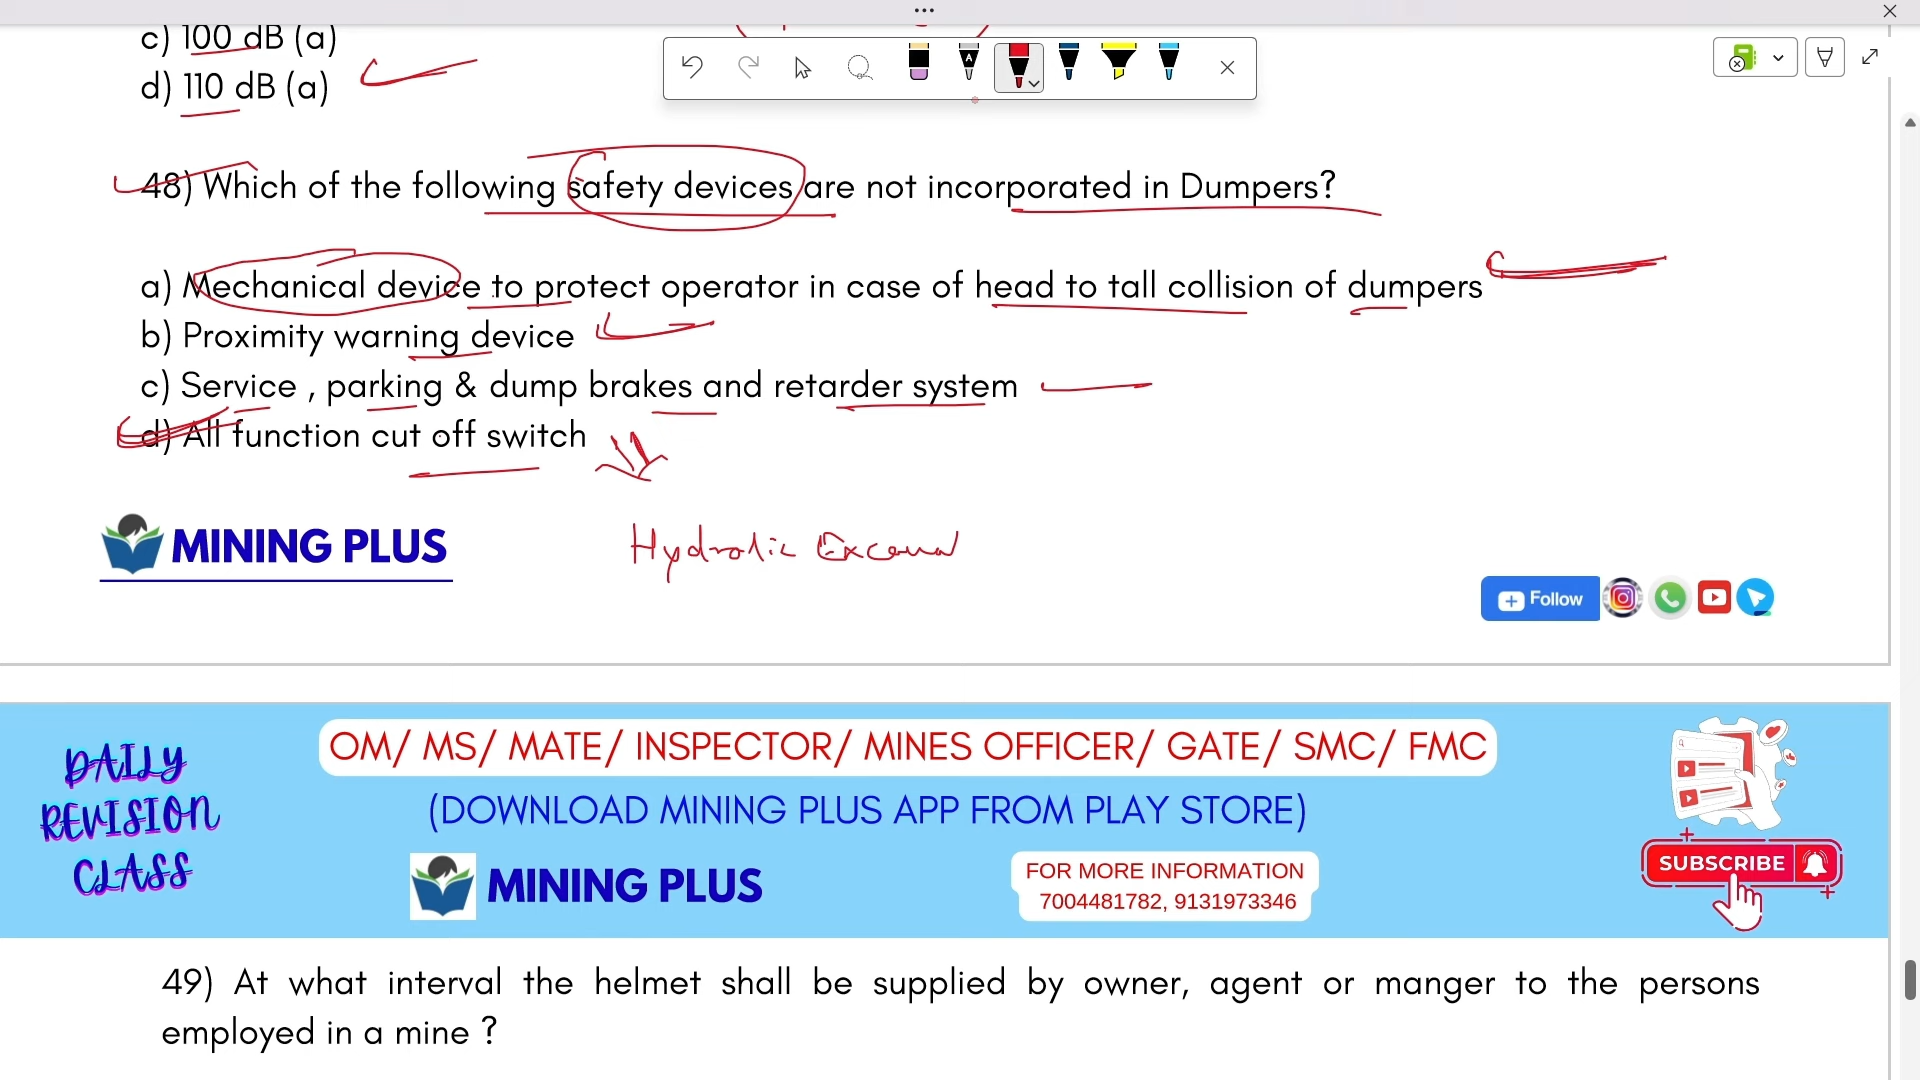 c) 100 dB (a)
d) 110 dB (a)
48) Which of the following safety devices are not incorporated in Dumpers?
a) Mechanical device to protect operator in case of head to tall collision of dumpers
b) Proximity warning device
c) Service , parking & dump brakes and retarder system
d) All function cut off switch
Hydrolic Excavat
MINING PLUS
Follow
DAILY REVISION CLASS
OM/ MS/ MATE/ INSPECTOR/ MINES OFFICER/ GATE/ SMC/ FMC
(DOWNLOAD MINING PLUS APP FROM PLAY STORE)
MINING PLUS
FOR MORE INFORMATION
7004481782, 9131973346
SUBSCRIBE
49) At what interval the helmet shall be supplied by owner, agent or manger to the persons
employed in a mine ?